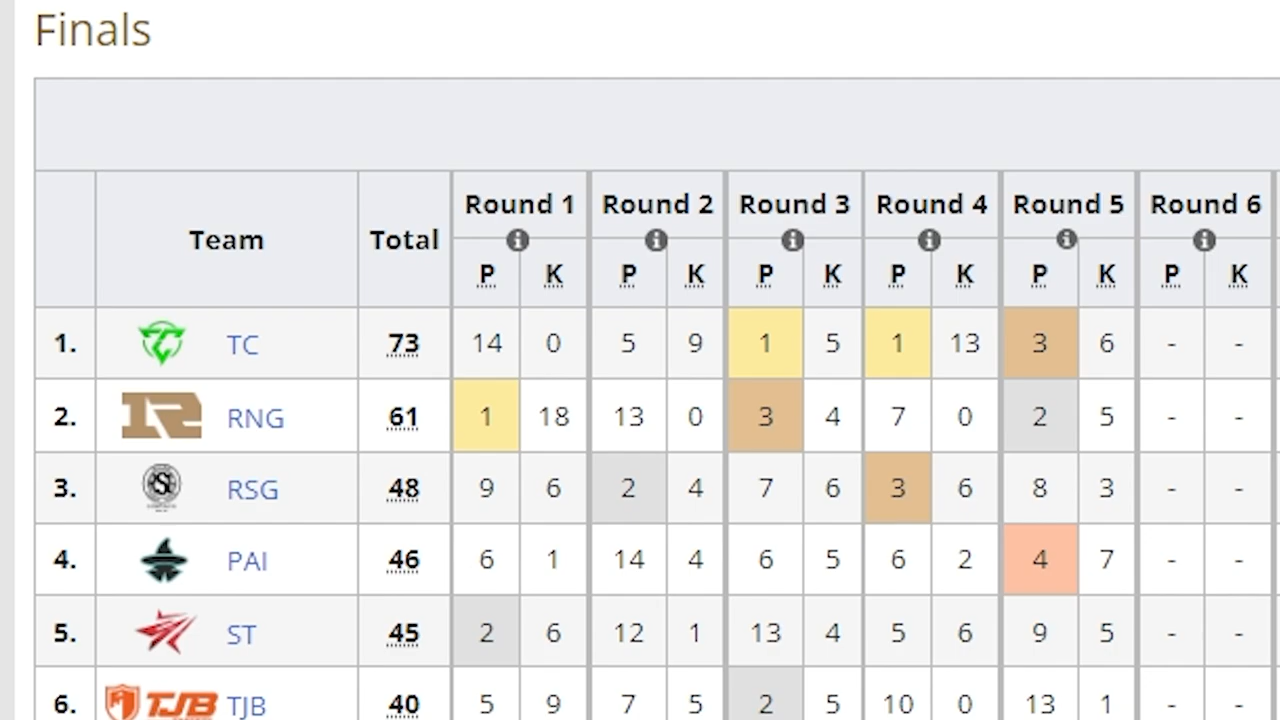 Finals
Team Total Round 1 Round 2 Round 3 Round 4 Round 5 Round 6
P K P K P K P K P K P K
1. TC 73 14 0 5 9 1 5 1 13 3 6 - -
2. RNG 61 1 18 13 0 3 4 7 0 2 5 - -
3. RSG 48 9 6 2 4 7 6 3 6 8 3 - -
4. PAI 46 6 1 14 4 6 5 6 2 4 7 - -
5. ST 45 2 6 12 1 13 4 5 6 9 5 - -
6. TJB TJB 40 5 9 7 5 2 5 10 0 13 1 - -